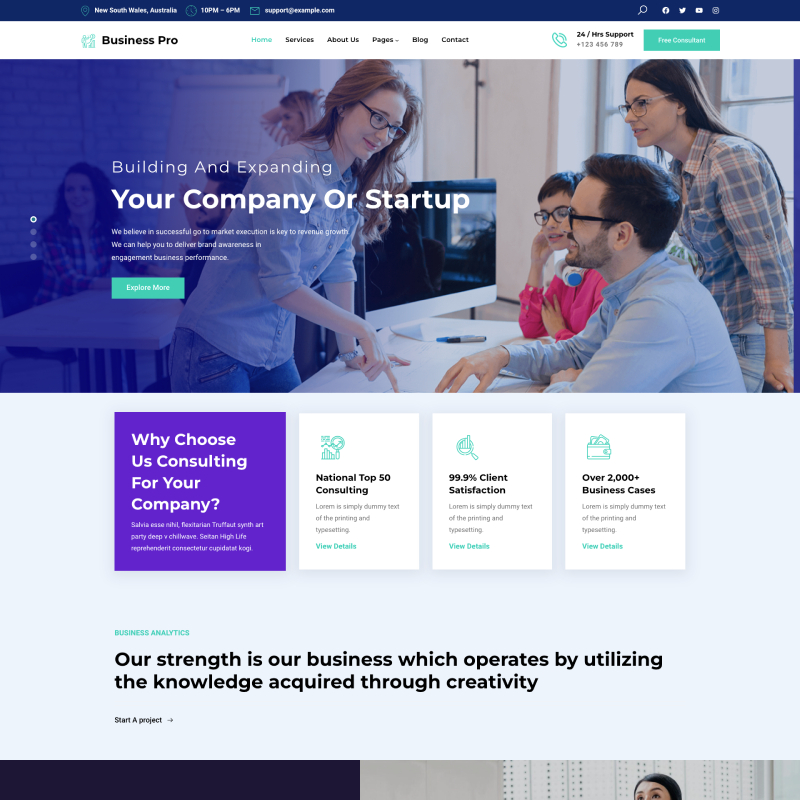 New South Wales, Australia 10PM – 6PM support@example.com
Business Pro Home Services About Us Pages Blog Contact 24 / Hrs Support Free Consultant
+123 456 789
Building And Expanding
Your Company Or Startup
We believe in successful go to market execution is key to revenue growth.
We can help you to deliver brand awareness in
engagement business performance.
Explore More
Why Choose
Us Consulting
For Your
Company?
Salvia esse nihil, flexitarian Truffaut synth art
party deep v chillwave. Seitan High Life
reprehenderit consectetur cupidatat kogi.
National Top 50
Consulting
Lorem is simply dummy text
of the printing and
typesetting.
View Details
99.9% Client
Satisfaction
Lorem is simply dummy text
of the printing and
typesetting.
View Details
Over 2,000+
Business Cases
Lorem is simply dummy text
of the printing and
typesetting.
View Details
BUSINESS ANALYTICS
Our strength is our business which operates by utilizing
the knowledge acquired through creativity
Start A project →